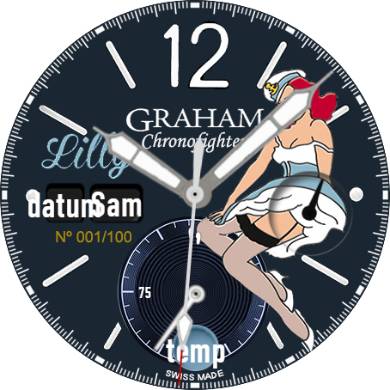 12
GRAHAM
Chronofighter
Lilly
datum Sam
Nº 001/100
75
temp
SWISS MADE